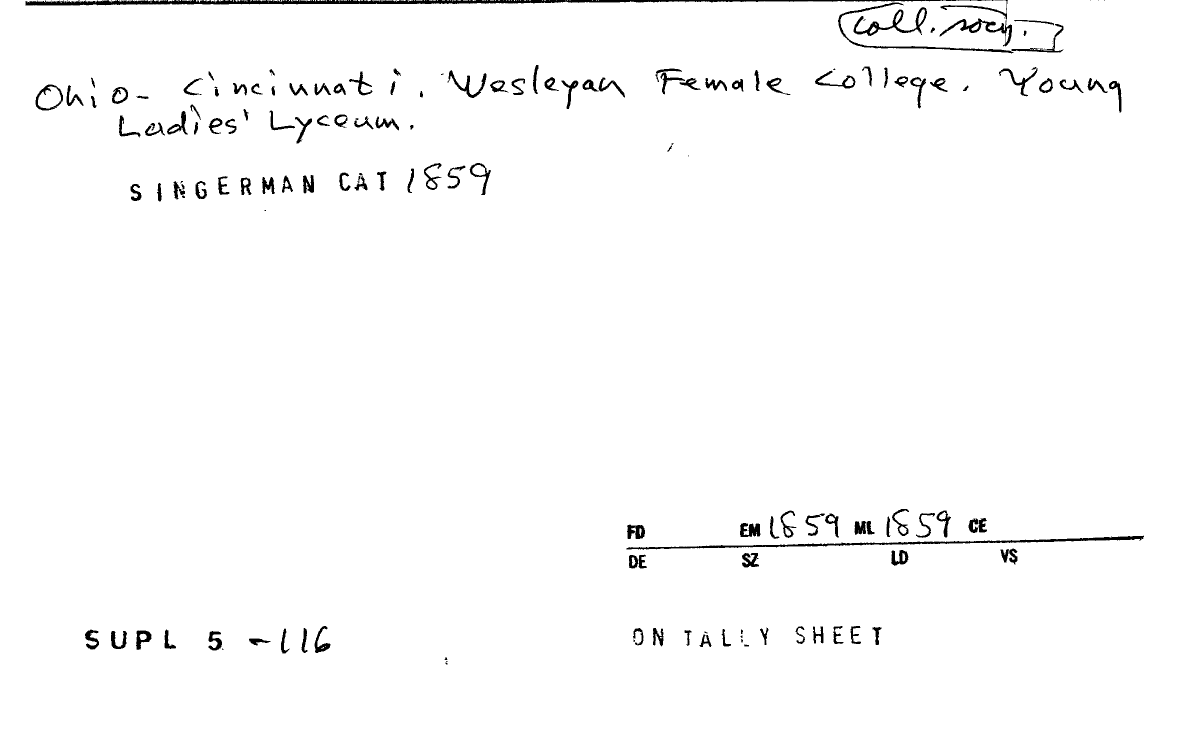 coll. socy.
Ohio- Cincinnati. Wesleyan Female College. Young
Ladies' Lyceum.
SINGERMAN CAT 1859
FD EM 1859 ML 1859 CE
DE SZ LD VS
SUPL 5 -116
ON TALLY SHEET